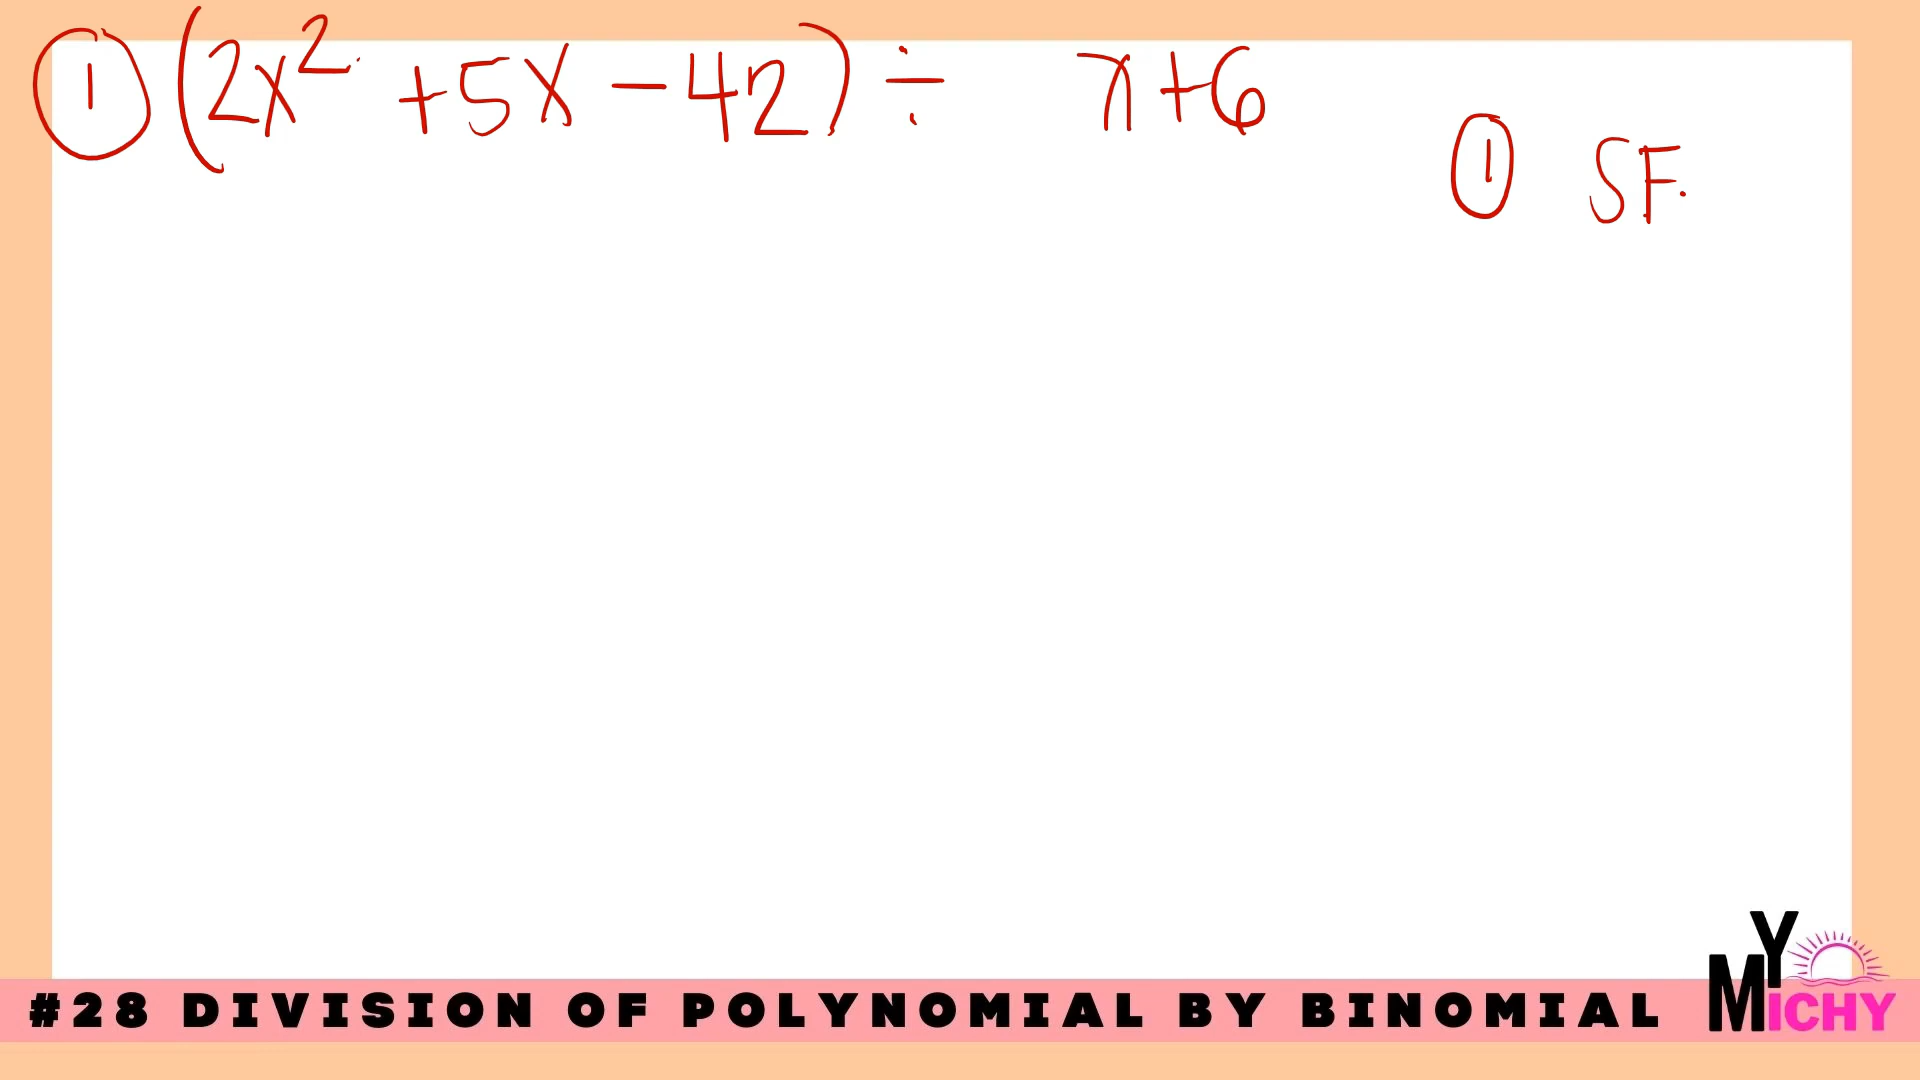 ① (2x² +5x - 42) ÷ x+6
① SF.
#28 DIVISION OF POLYNOMIAL BY BINOMIAL
MY MICHY